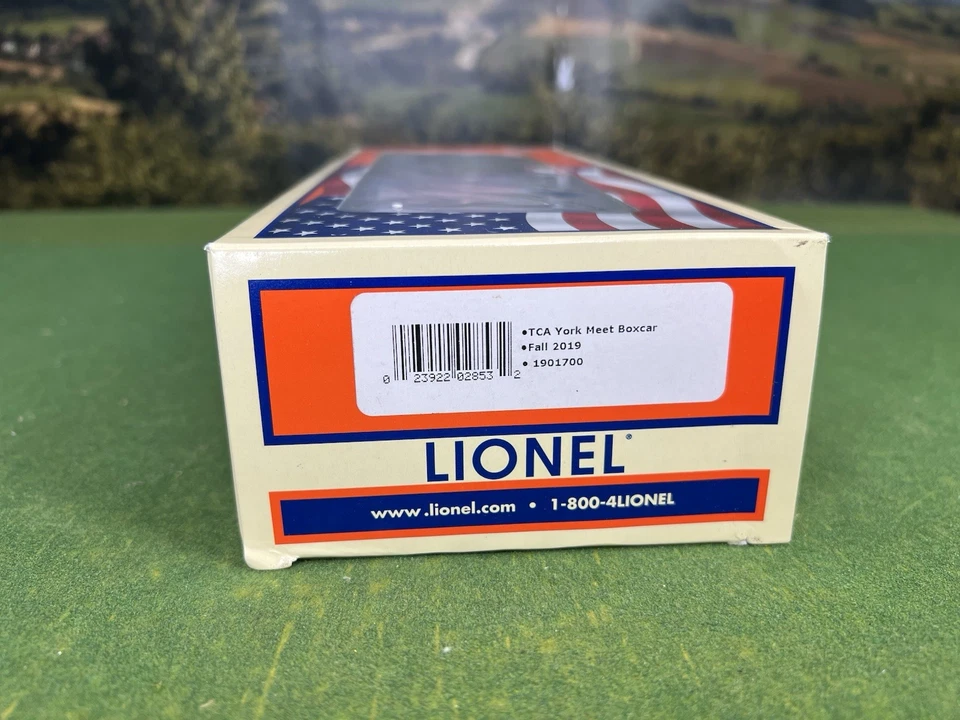 •TCA York Meet Boxcar
•Fall 2019
• 1901700
0 23922 02853 2
LIONEL®
www.lionel.com • 1-800-4LIONEL